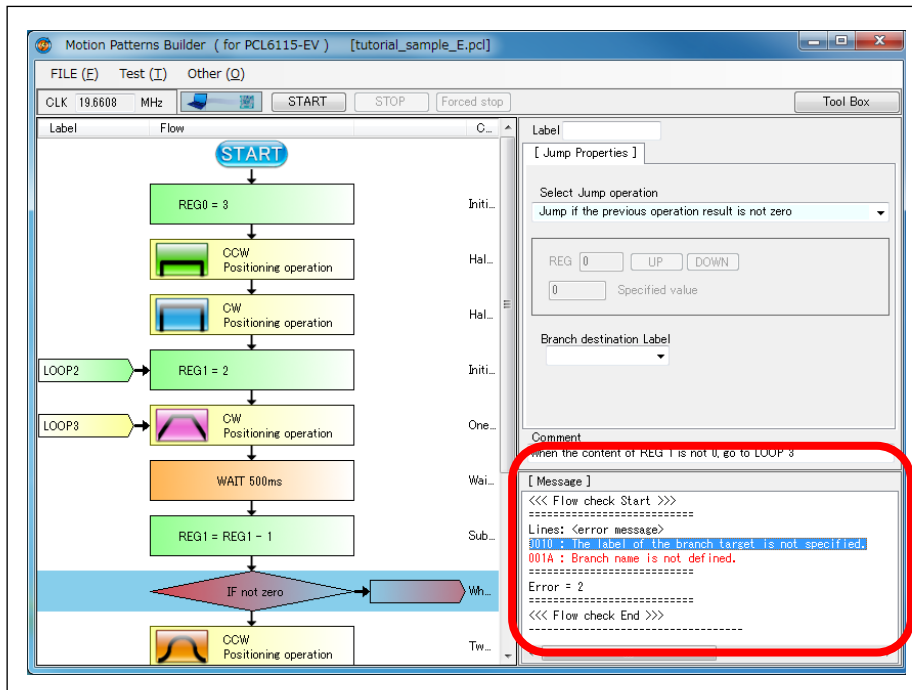 Motion Patterns Builder ( for PCL6115-EV ) [tutorial_sample_E.pcl]
FILE (F) Test (T) Other (O)
CLK 19.6608 MHz START STOP Forced stop Tool Box
Label Flow C...
START
REG0 = 3 Initi...
CCW
Positioning operation
Hal...
CW
Positioning operation
Hal...
LOOP2 REG1 = 2 Initi...
LOOP3
CW
Positioning operation
One...
WAIT 500ms Wai...
REG1 = REG1 - 1 Sub...
IF not zero Wh...
CCW
Positioning operation
Tw...
Label
[ Jump Properties ]
Select Jump operation
Jump if the previous operation result is not zero
REG 0 UP DOWN
0 Specified value
Branch destination Label
Comment
When the content of REG 1 is not 0, go to LOOP 3
[ Message ]
<<< Flow check Start >>>
===========================
Lines: <error message>
0010 : The label of the branch target is not specified.
001A : Branch name is not defined.
===========================
Error = 2
===========================
<<< Flow check End >>>
-----------------------------------